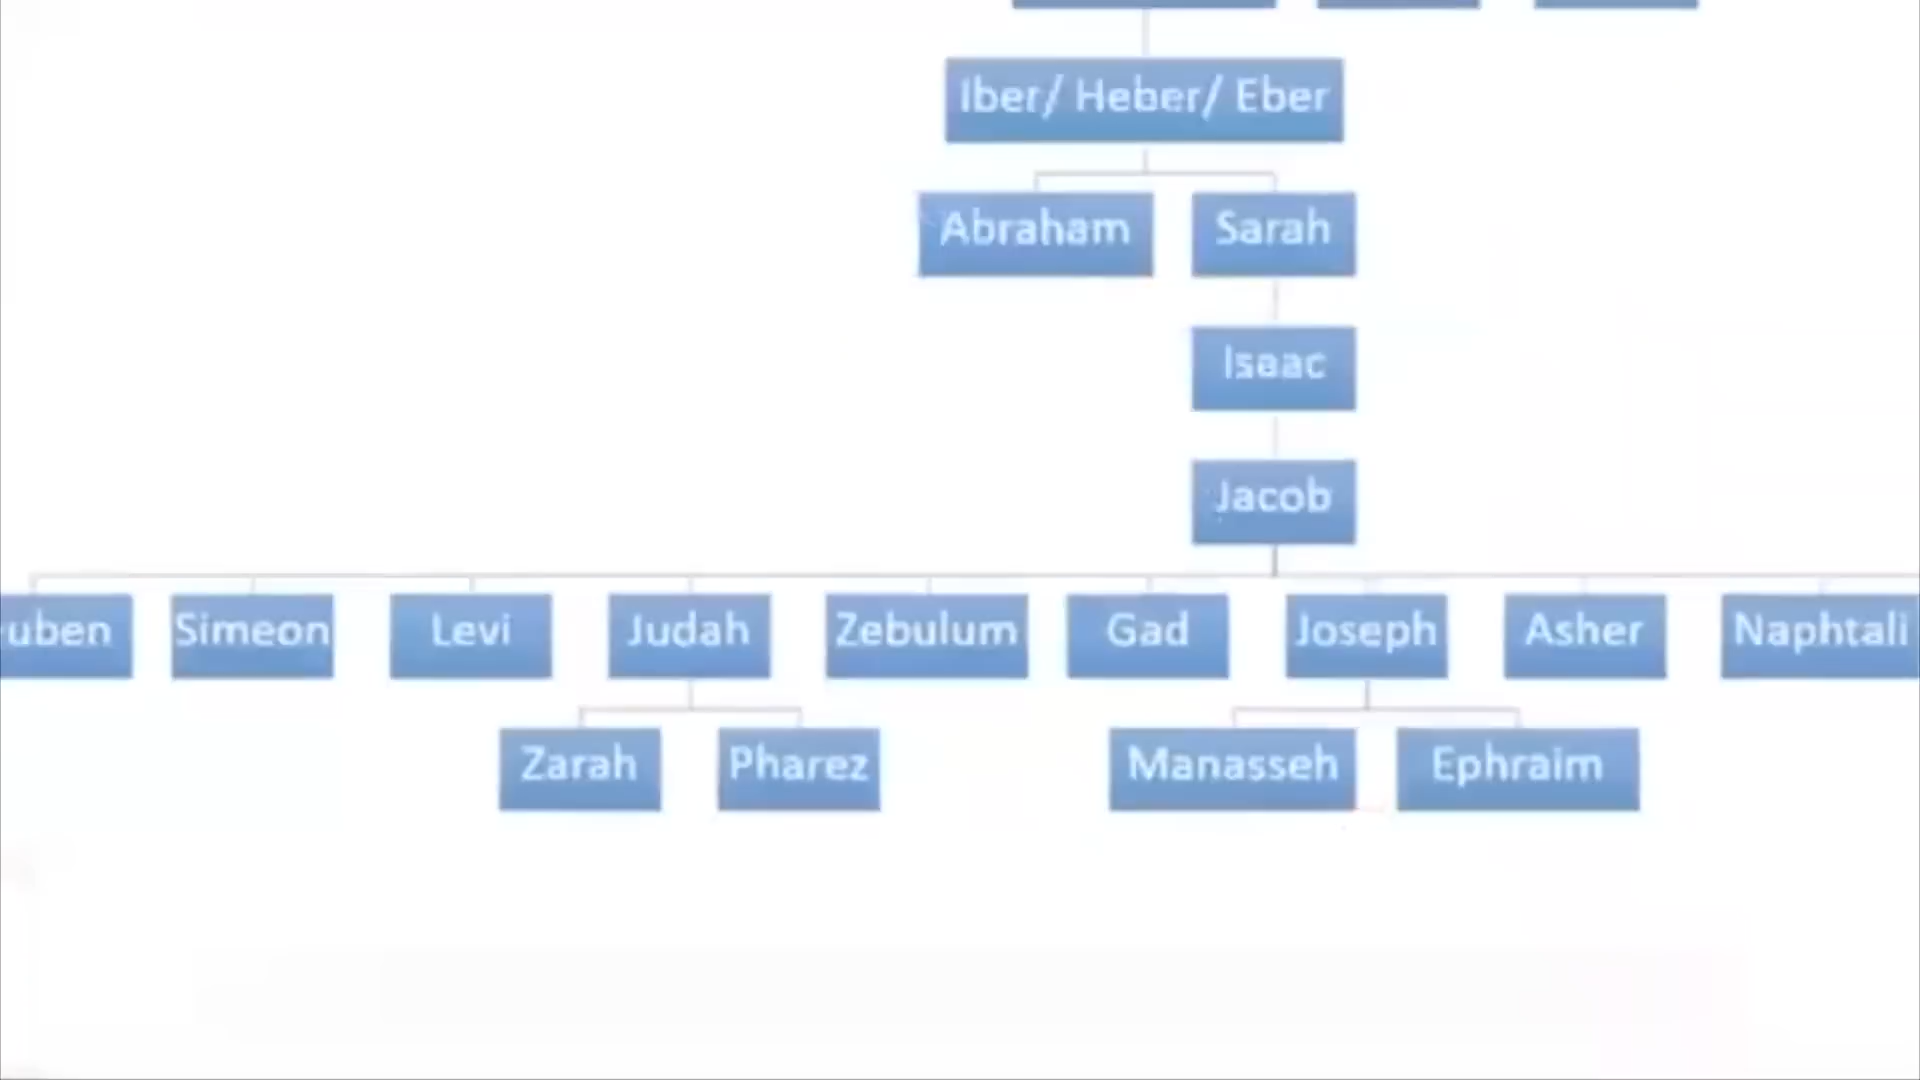 Iber/ Heber/ Eber
Abraham Sarah
Isaac
Jacob
uben Simeon Levi Judah Zebulum Gad Joseph Asher Naphtali
Zarah Pharez Manasseh Ephraim